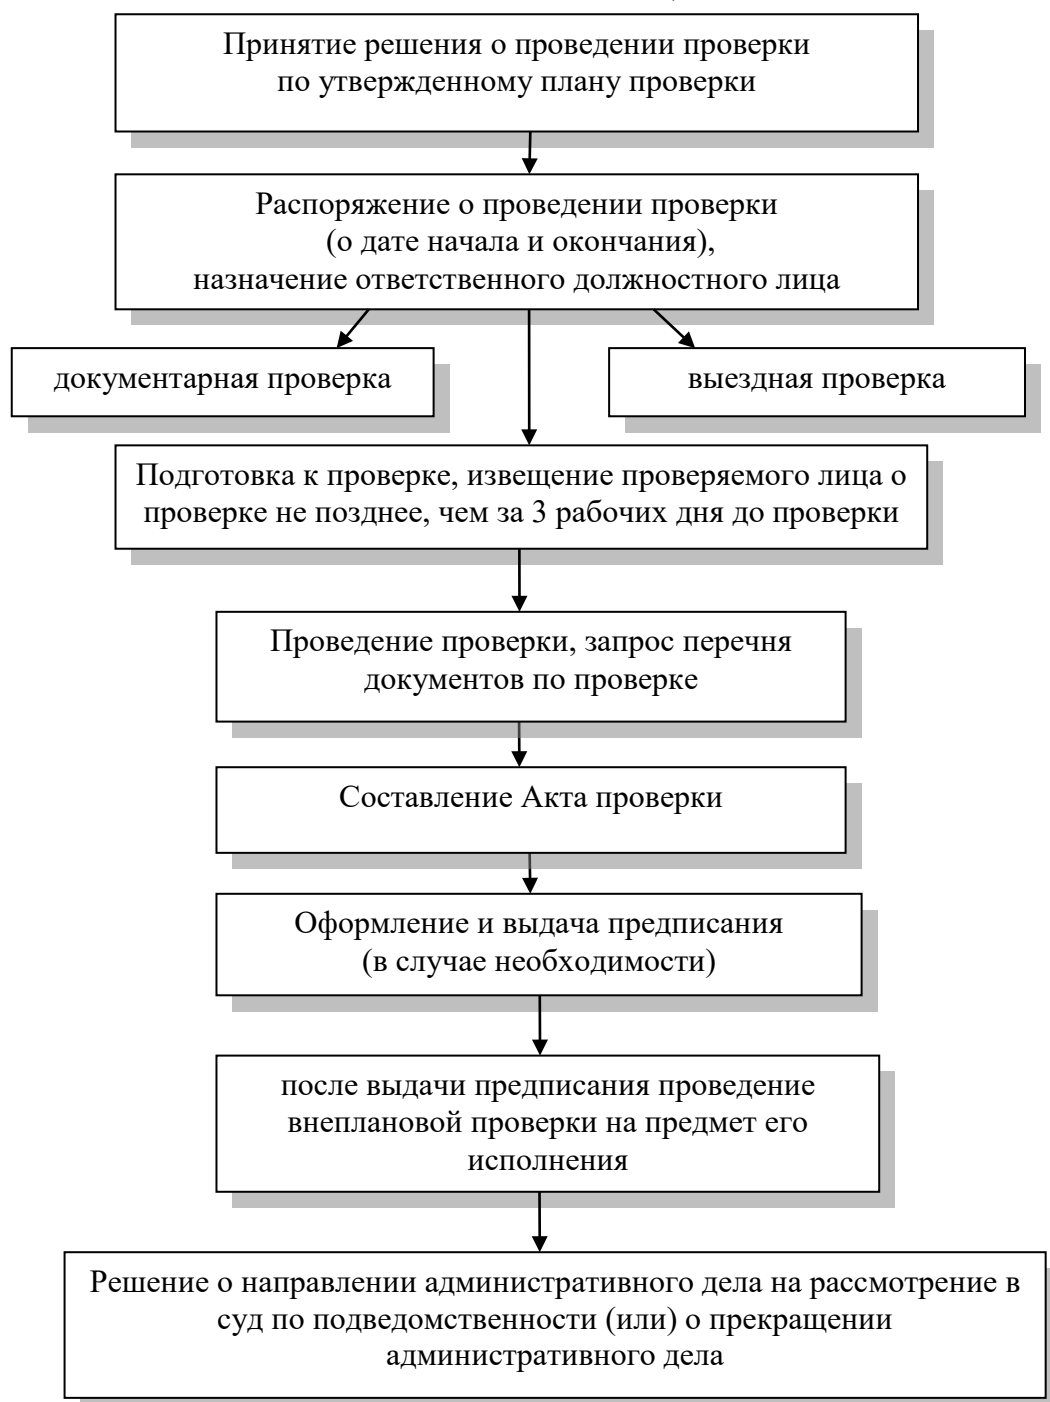 Принятие решения о проведении проверки
по утвержденному плану проверки
Распоряжение о проведении проверки
(о дате начала и окончания),
назначение ответственного должностного лица
документарная проверка
выездная проверка
Подготовка к проверке, извещение проверяемого лица о
проверке не позднее, чем за 3 рабочих дня до проверки
Проведение проверки, запрос перечня
документов по проверке
Составление Акта проверки
Оформление и выдача предписания
(в случае необходимости)
после выдачи предписания проведение
внеплановой проверки на предмет его
исполнения
Решение о направлении административного дела на рассмотрение в
суд по подведомственности (или) о прекращении
административного дела